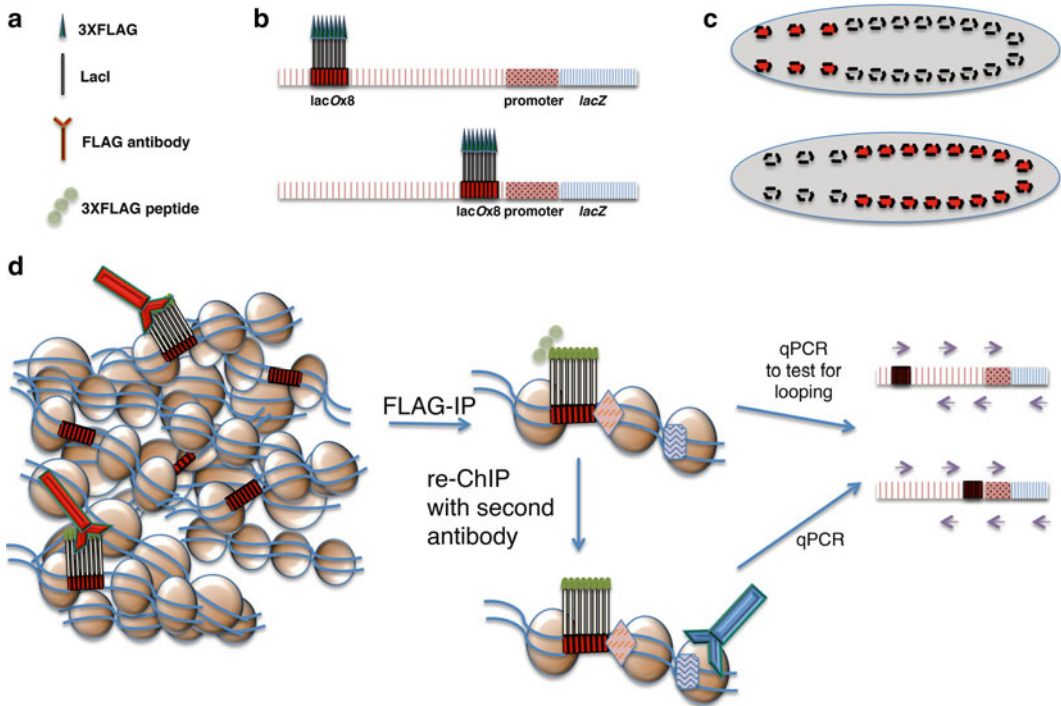 a
3XFLAG
LacI
FLAG antibody
3XFLAG peptide
b
lacOx8
promoter
lacZ
lacOx8 promoter
lacZ
c
d
FLAG-IP
re-ChIP
with second
antibody
qPCR
to test for
looping
qPCR